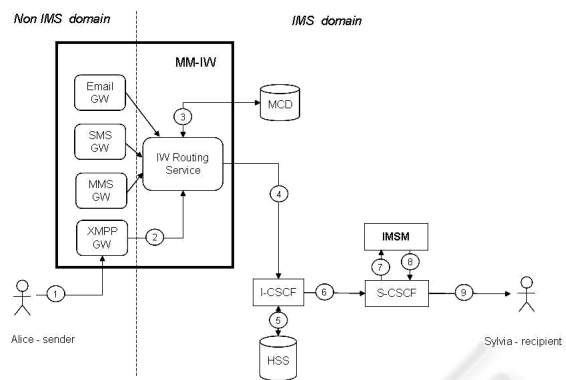 Non IMS domain
IMS domain
MM-IW
Email
GW
SMS
GW
MMS
GW
XMPP
GW
IW Routing
Service
MCD
IMSM
I-CSCF
S-CSCF
HSS
1
2
3
4
5
6
7
8
9
Alice - sender
Sylvia - recipient